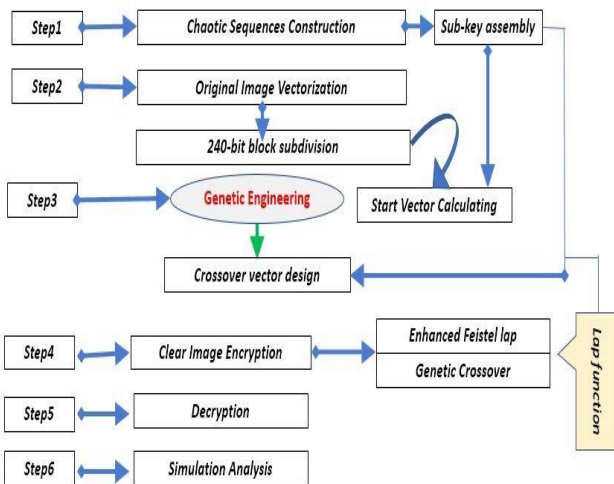 Step1
Chaotic Sequences Construction
Sub-key assembly
Step2
Original Image Vectorization
240-bit block subdivision
Step3
Genetic Engineering
Start Vector Calculating
Crossover vector design
Step4
Clear Image Encryption
Enhanced Feistel lap
Genetic Crossover
Lap function
Step5
Decryption
Step6
Simulation Analysis